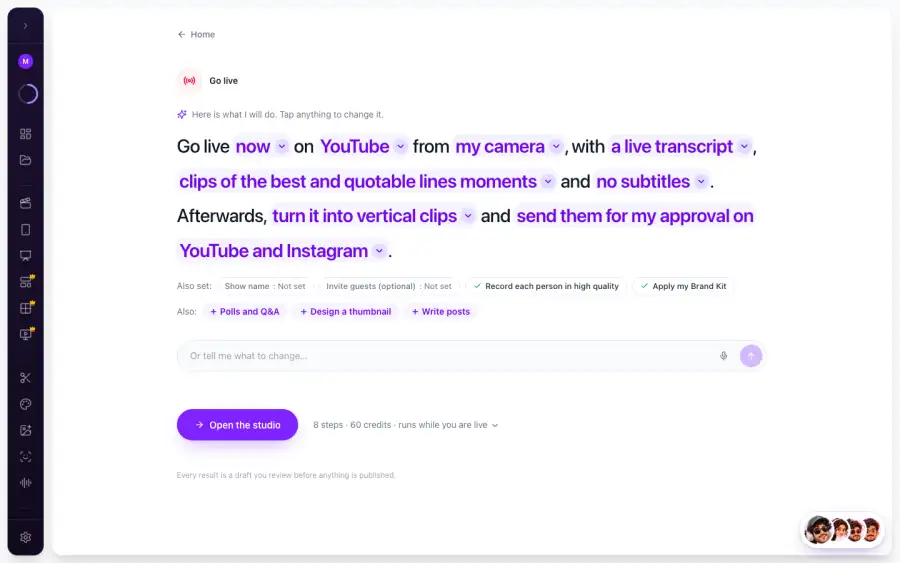 Home
M
Go live
Here is what I will do. Tap anything to change it.
Go live now on YouTube from my camera, with a live transcript,
clips of the best and quotable lines moments and no subtitles.
Afterwards, turn it into vertical clips and send them for my approval on
YouTube and Instagram.
Also set: Show name : Not set Invite guests (optional) : Not set Record each person in high quality Apply my Brand Kit
Also: + Polls and Q&A + Design a thumbnail + Write posts
Or tell me what to change...
Open the studio 8 steps · 60 credits · runs while you are live
Every result is a draft you review before anything is published.